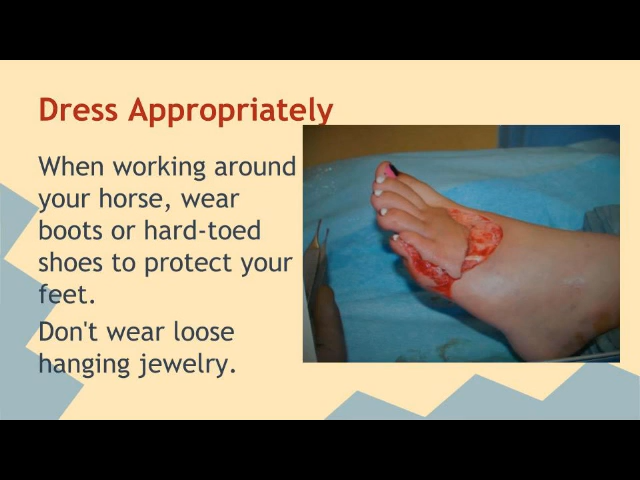 Dress Appropriately
When working around
your horse, wear
boots or hard-toed
shoes to protect your
feet.
Don't wear loose
hanging jewelry.